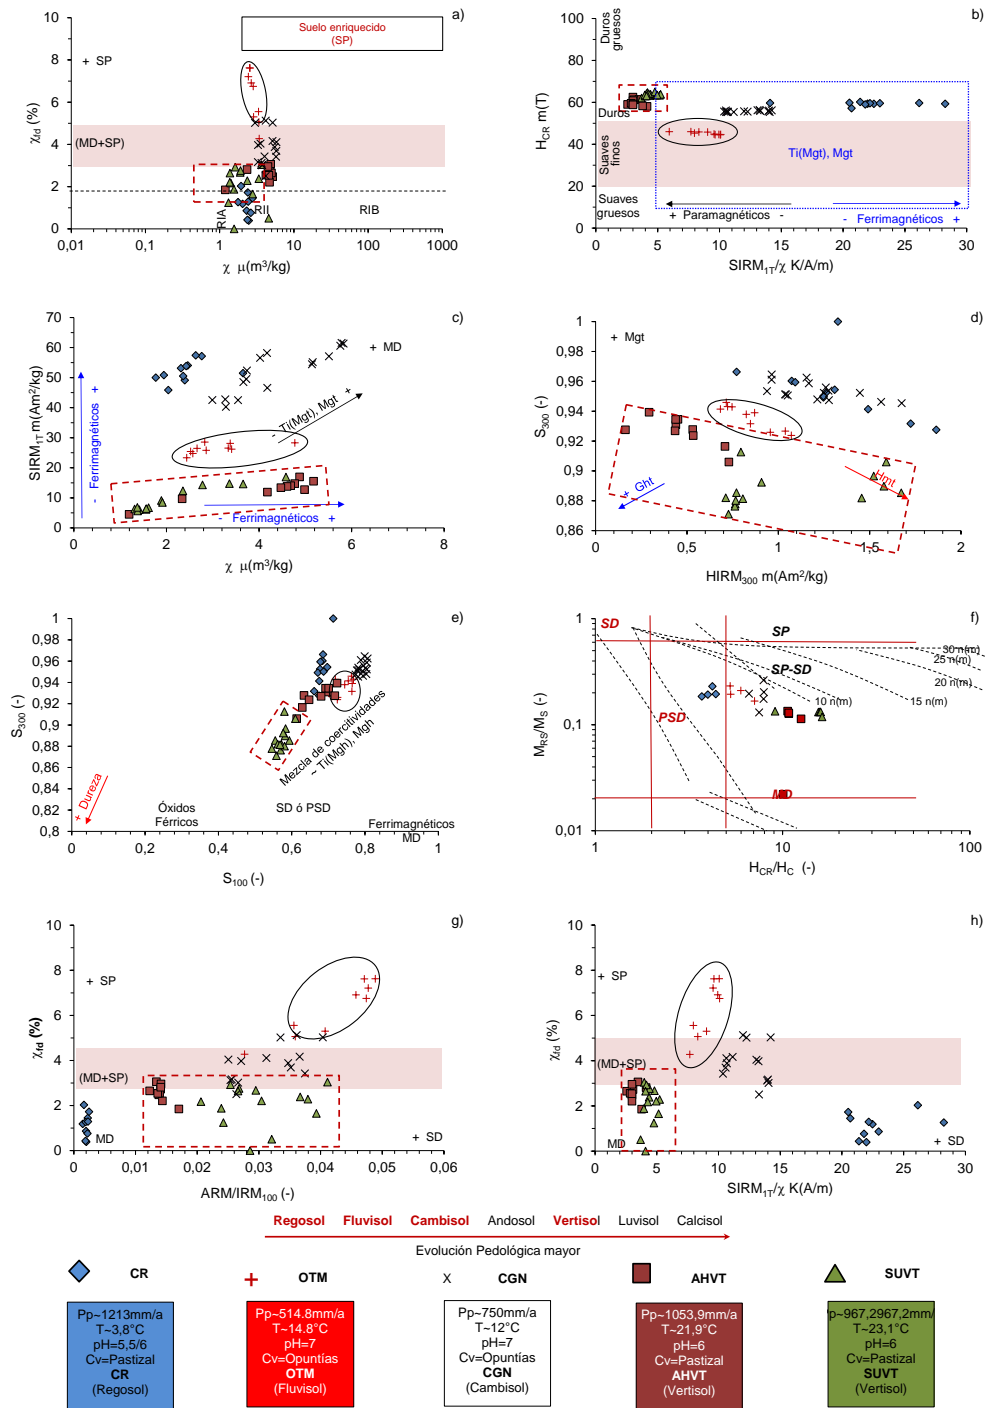 a)
10
8
6
4
2
0
χfd (%)
Suelo enriquecido
(SP)
+ SP
(MD+SP)
RIA
RII
RIB
0,01
0,1
1
10
100
1000
χ μ(m³/kg)
b)
100
80
60
40
20
0
HCR m(T)
Duros
gruesos
Duros
Suaves
finos
Suaves
gruesos
Ti(Mgt), Mgt
+ Paramagnéticos -
- Ferrimagnéticos +
0
5
10
15
20
25
30
SIRM1T/χ K/A/m)
c)
70
60
50
40
30
20
10
0
SIRM1T m(Am²/kg)
- Ferrimagnéticos +
+ MD
- Ti(Mgt), Mgt +
- Ferrimagnéticos +
0
2
4
6
8
χ μ(m³/kg)
d)
1
0,98
0,96
0,94
0,92
0,9
0,88
0,86
S300 (-)
+ Mgt
+ Ght
Hmt
0
0,5
1
1,5
2
HIRM300 m(Am²/kg)
e)
1
0,98
0,96
0,94
0,92
0,9
0,88
0,86
0,84
0,82
0,8
S300 (-)
+ Dureza
Mezcla de coercitividades
~ Ti(Mgh), Mgh
Óxidos
Férricos
SD ó PSD
Ferrimagnéticos
MD
0
0,2
0,4
0,6
0,8
1
S100 (-)
f)
1
0,1
0,01
MRS/MS (-)
SD
SP
SP-SD
PSD
MD
30 n(m)
25 n(m)
20 n(m)
15 n(m)
10 n(m)
1
10
100
HCR/HC (-)
g)
10
8
6
4
2
0
χfd (%)
+ SP
(MD+SP)
MD
+ SD
0
0,01
0,02
0,03
0,04
0,05
0,06
ARM/IRM100 (-)
h)
10
8
6
4
2
0
χfd (%)
+ SP
(MD+SP)
MD
+ SD
0
5
10
15
20
25
30
SIRM1T/χ K(A/m)
Regosol Fluvisol Cambisol Andosol Vertisol Luvisol Calcisol
Evolución Pedológica mayor
CR
OTM
CGN
AHVT
SUVT
Pp~1213mm/a
T~3,8°C
pH=5,5/6
Cv=Pastizal
CR
(Regosol)
Pp~514.8mm/a
T~14.8°C
pH=7
Cv=Opuntías
OTM
(Fluvisol)
Pp~750mm/a
T~12°C
pH=7
Cv=Opuntías
CGN
(Cambisol)
Pp~1053,9mm/a
T~21,9°C
pH=6
Cv=Pastizal
AHVT
(Vertisol)
p~967,2967,2mm/
T~23,1°C
pH=6
Cv=Pastizal
SUVT
(Vertisol)